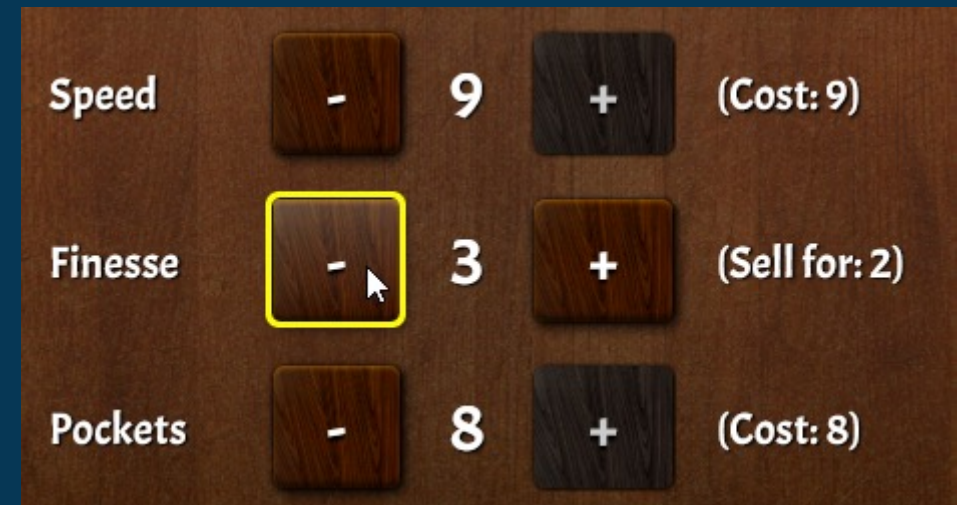 Speed - 9 + (Cost: 9)
Finesse - 3 + (Sell for: 2)
Pockets - 8 + (Cost: 8)